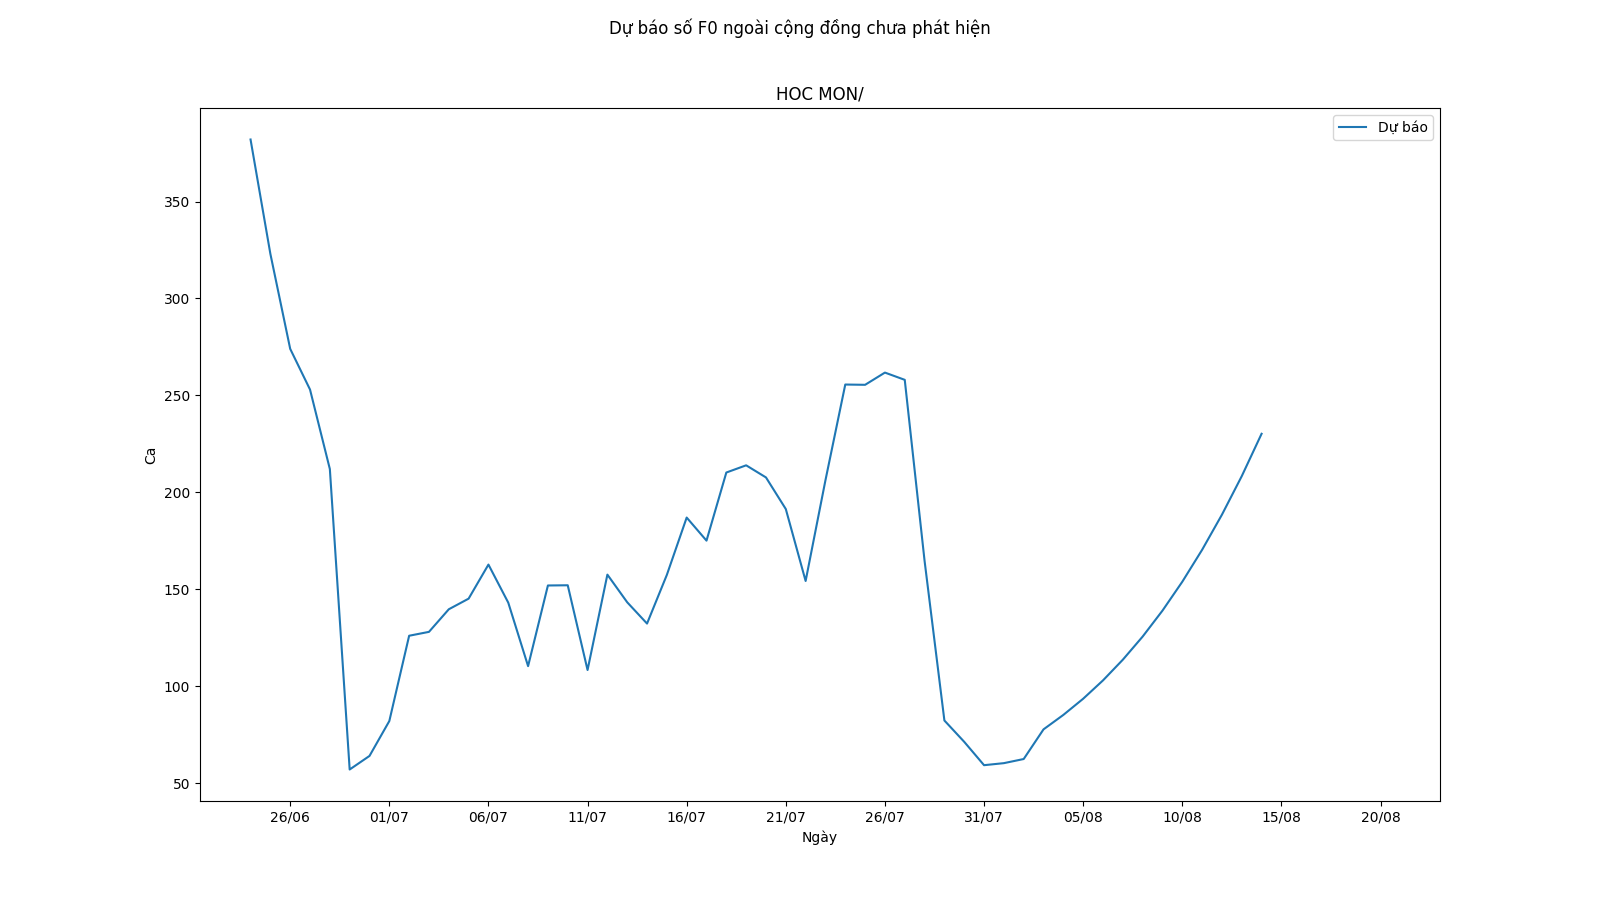 Dự báo số F0 ngoài cộng đồng chưa phát hiện
HOC MON/
Dự báo
350
300
250
200
150
100
50
Ca
26/06 01/07 06/07 11/07 16/07 21/07 26/07 31/07 05/08 10/08 15/08 20/08
Ngày